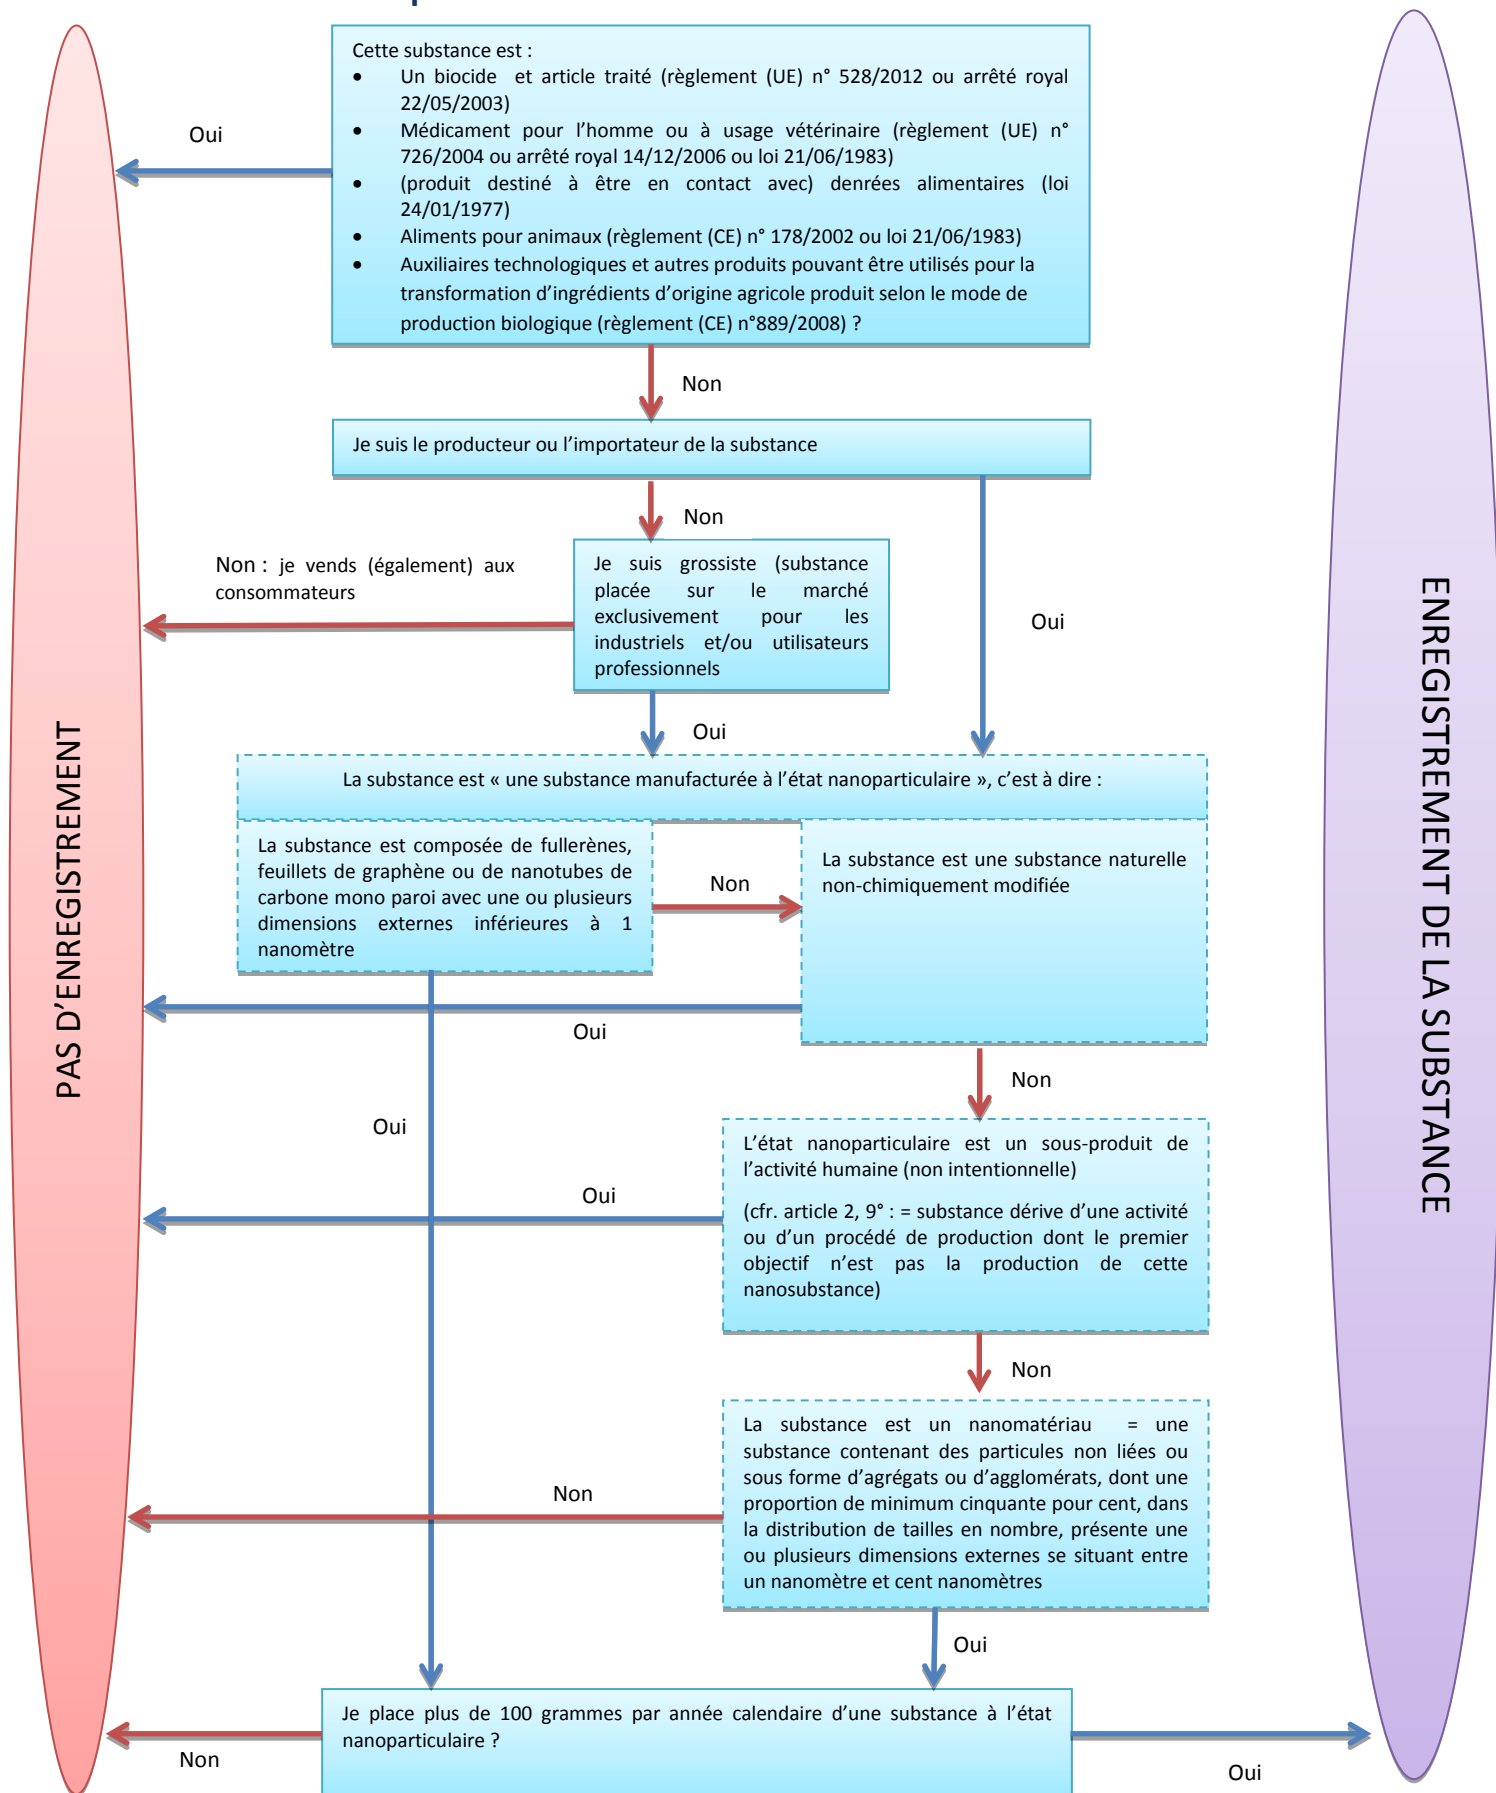 Cette substance est :
• Un biocide et article traité (règlement (UE) n° 528/2012 ou arrêté royal
22/05/2003)
• Médicament pour l’homme ou à usage vétérinaire (règlement (UE) n°
726/2004 ou arrêté royal 14/12/2006 ou loi 21/06/1983)
• (produit destiné à être en contact avec) denrées alimentaires (loi
24/01/1977)
• Aliments pour animaux (règlement (CE) n° 178/2002 ou loi 21/06/1983)
• Auxiliaires technologiques et autres produits pouvant être utilisés pour la
transformation d’ingrédients d’origine agricole produit selon le mode de
production biologique (règlement (CE) n°889/2008) ?
Oui
Non
Je suis le producteur ou l’importateur de la substance
Non
Non : je vends (également) aux
consommateurs
Je suis grossiste (substance
placée sur le marché
exclusivement pour les
industriels et/ou utilisateurs
professionnels
Oui
Oui
La substance est « une substance manufacturée à l’état nanoparticulaire », c’est à dire :
La substance est composée de fullerènes,
feuillets de graphène ou de nanotubes de
carbone mono paroi avec une ou plusieurs
dimensions externes inférieures à 1
nanomètre
Non
La substance est une substance naturelle
non-chimiquement modifiée
Oui
Non
Oui
L’état nanoparticulaire est un sous-produit de
l’activité humaine (non intentionnelle)
(cfr. article 2, 9° : = substance dérive d’une activité
ou d’un procédé de production dont le premier
objectif n’est pas la production de cette
nanosubstance)
Oui
Non
La substance est un nanomatériau = une
substance contenant des particules non liées ou
sous forme d’agrégats ou d’agglomérats, dont une
proportion de minimum cinquante pour cent, dans
la distribution de tailles en nombre, présente une
ou plusieurs dimensions externes se situant entre
un nanomètre et cent nanomètres
Non
Oui
Je place plus de 100 grammes par année calendaire d’une substance à l’état
nanoparticulaire ?
Non
Oui
PAS D’ENREGISTREMENT
ENREGISTREMENT DE LA SUBSTANCE